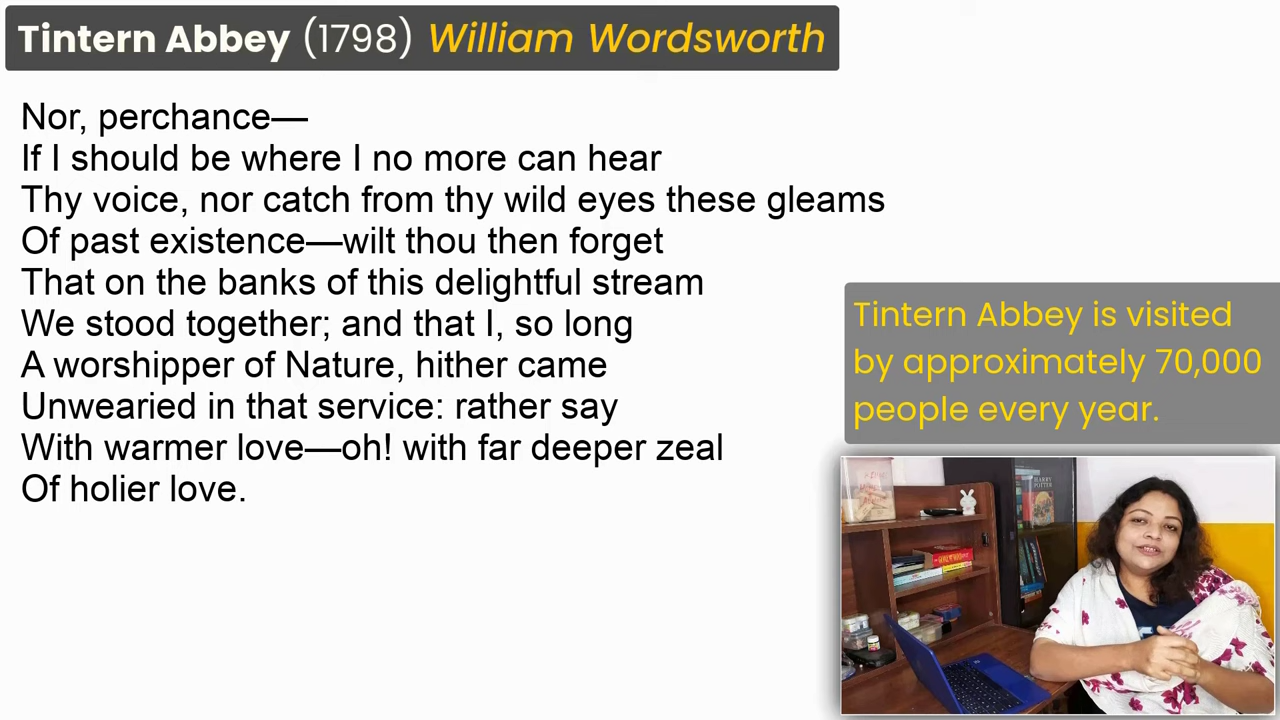 Tintern Abbey (1798) William Wordsworth
Nor, perchance—
If I should be where I no more can hear
Thy voice, nor catch from thy wild eyes these gleams
Of past existence—wilt thou then forget
That on the banks of this delightful stream
We stood together; and that I, so long
A worshipper of Nature, hither came
Unwearied in that service: rather say
With warmer love—oh! with far deeper zeal
Of holier love.
Tintern Abbey is visited
by approximately 70,000
people every year.
HARRY
POTTER